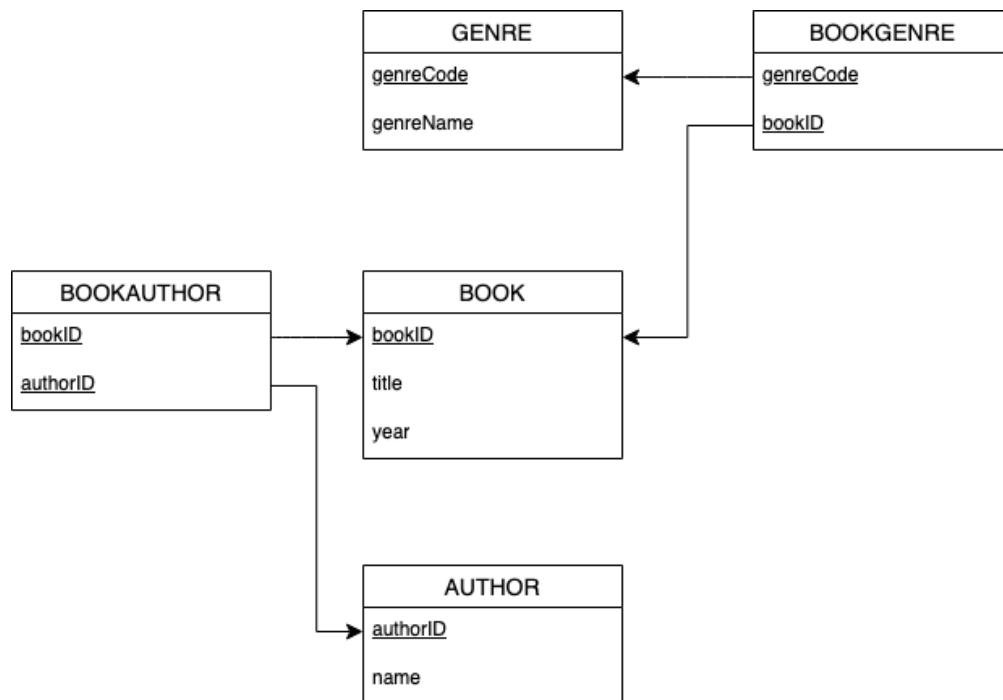 GENRE
genreCode
genreName
BOOKGENRE
genreCode
bookID
BOOKAUTHOR
bookID
authorID
BOOK
bookID
title
year
AUTHOR
authorID
name